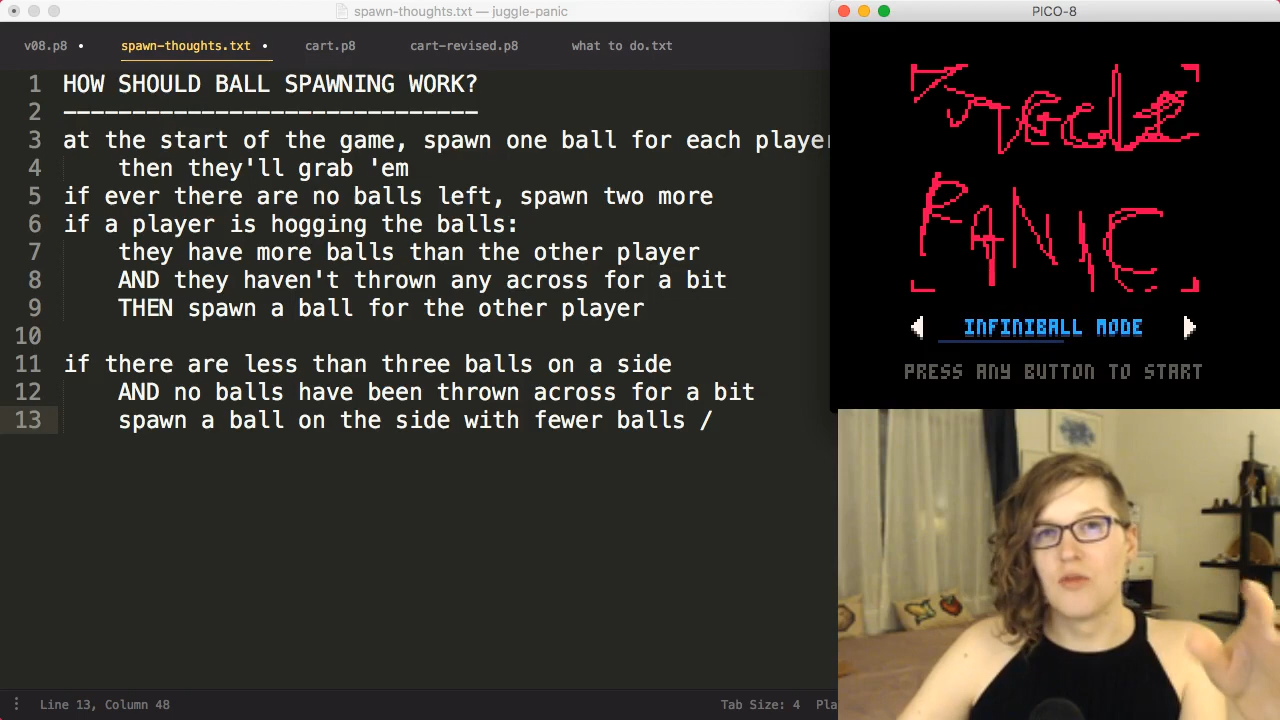 spawn-thoughts.txt — juggle-panic
PICO-8
v08.p8
spawn-thoughts.txt
cart.p8
cart-revised.p8
what to do.txt
1 HOW SHOULD BALL SPAWNING WORK?
2 ------------------------------
3 at the start of the game, spawn one ball for each player
4 then they'll grab 'em
5 if ever there are no balls left, spawn two more
6 if a player is hogging the balls:
7 they have more balls than the other player
8 AND they haven't thrown any across for a bit
9 THEN spawn a ball for the other player
10
11 if there are less than three balls on a side
12 AND no balls have been thrown across for a bit
13 spawn a ball on the side with fewer balls /
PANIC
INFINIBALL MODE
PRESS ANY BUTTON TO START
Line 13, Column 48
Tab Size: 4
Pla